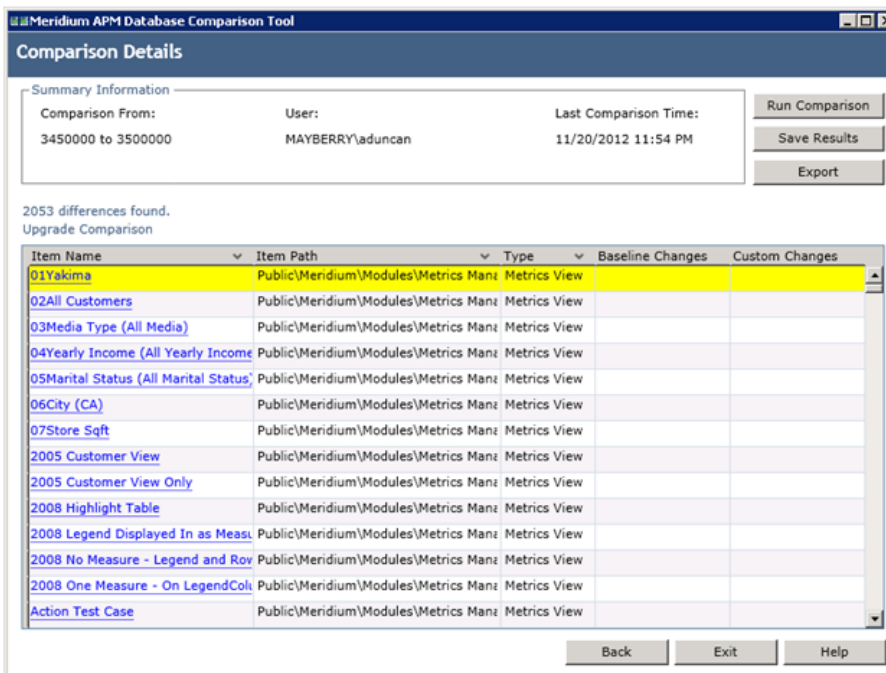 Meridium APM Database Comparison Tool
Comparison Details
Summary Information
Comparison From: User: Last Comparison Time:
3450000 to 3500000 MAYBERRY\aduncan 11/20/2012 11:54 PM
Run Comparison
Save Results
Export
2053 differences found.
Upgrade Comparison
Item Name Item Path Type Baseline Changes Custom Changes
01Yakima Public\Meridium\Modules\Metrics Mana Metrics View
02All Customers Public\Meridium\Modules\Metrics Mana Metrics View
03Media Type (All Media) Public\Meridium\Modules\Metrics Mana Metrics View
04Yearly Income (All Yearly Income Public\Meridium\Modules\Metrics Mana Metrics View
05Marital Status (All Marital Status) Public\Meridium\Modules\Metrics Mana Metrics View
06City (CA) Public\Meridium\Modules\Metrics Mana Metrics View
07Store Sqft Public\Meridium\Modules\Metrics Mana Metrics View
2005 Customer View Public\Meridium\Modules\Metrics Mana Metrics View
2005 Customer View Only Public\Meridium\Modules\Metrics Mana Metrics View
2008 Highlight Table Public\Meridium\Modules\Metrics Mana Metrics View
2008 Legend Displayed In as Measu Public\Meridium\Modules\Metrics Mana Metrics View
2008 No Measure - Legend and Row Public\Meridium\Modules\Metrics Mana Metrics View
2008 One Measure - On LegendColu Public\Meridium\Modules\Metrics Mana Metrics View
Action Test Case Public\Meridium\Modules\Metrics Mana Metrics View
Back Exit Help